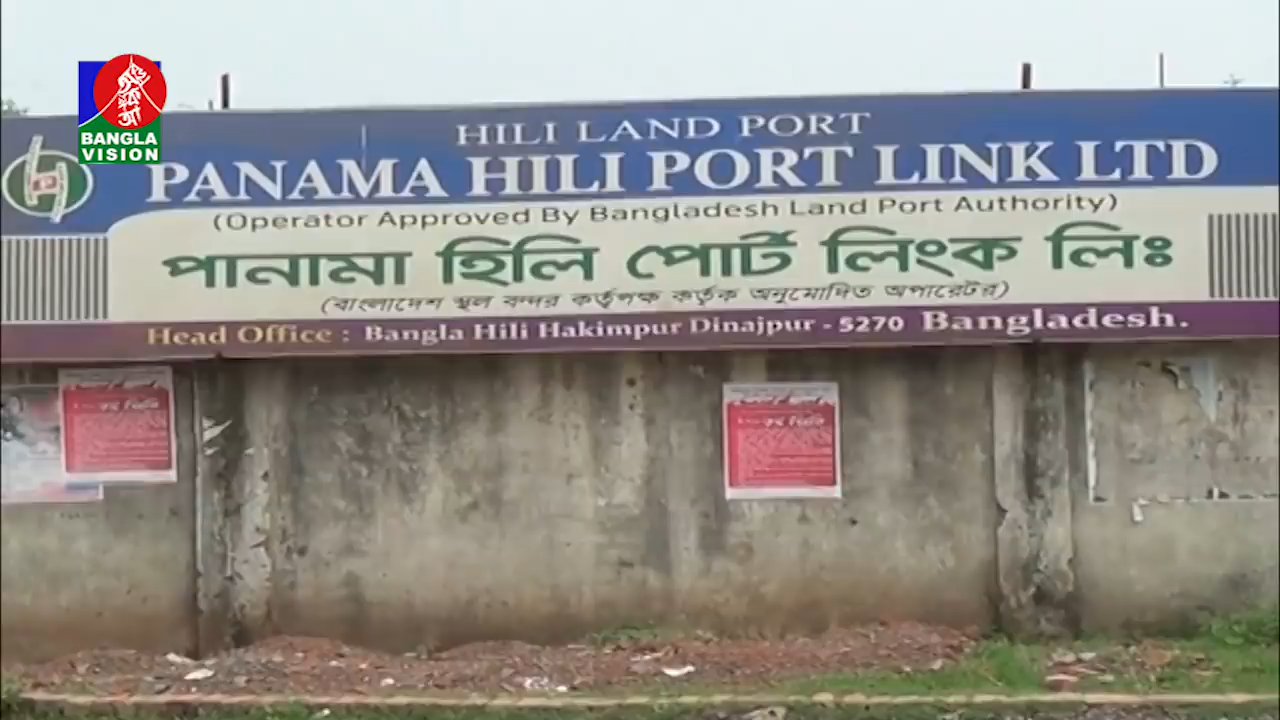 BANGLA
VISION
HILI LAND PORT
PANAMA HILI PORT LINK LTD
(Operator Approved By Bangladesh Land Port Authority)
পানামা হিলি পোর্ট লিংক লিঃ
(বাংলাদেশ স্থল বন্দর কর্তৃপক্ষ কর্তৃক অনুমোদিত অপারেটর)
Head Office : Bangla Hili Hakimpur Dinajpur - 5270 Bangladesh.